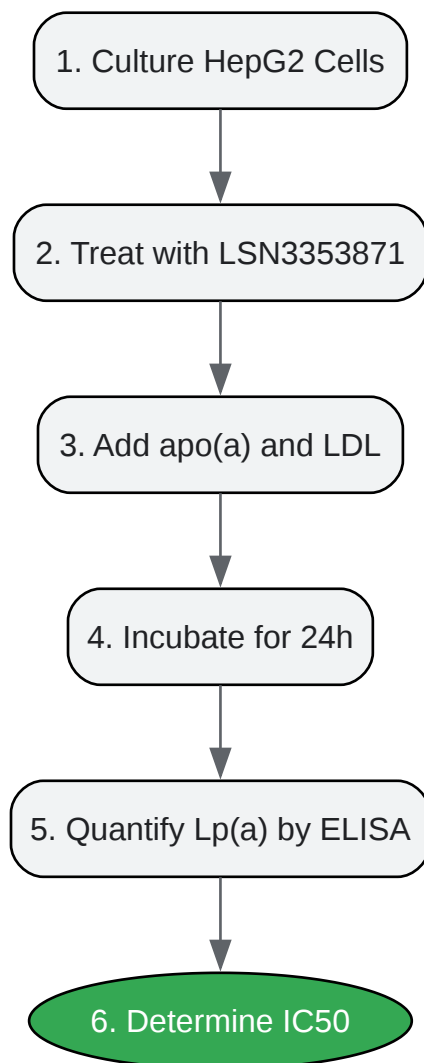 1. Culture HepG2 Cells
2. Treat with LSN3353871
3. Add apo(a) and LDL
4. Incubate for 24h
5. Quantify Lp(a) by ELISA
6. Determine IC50